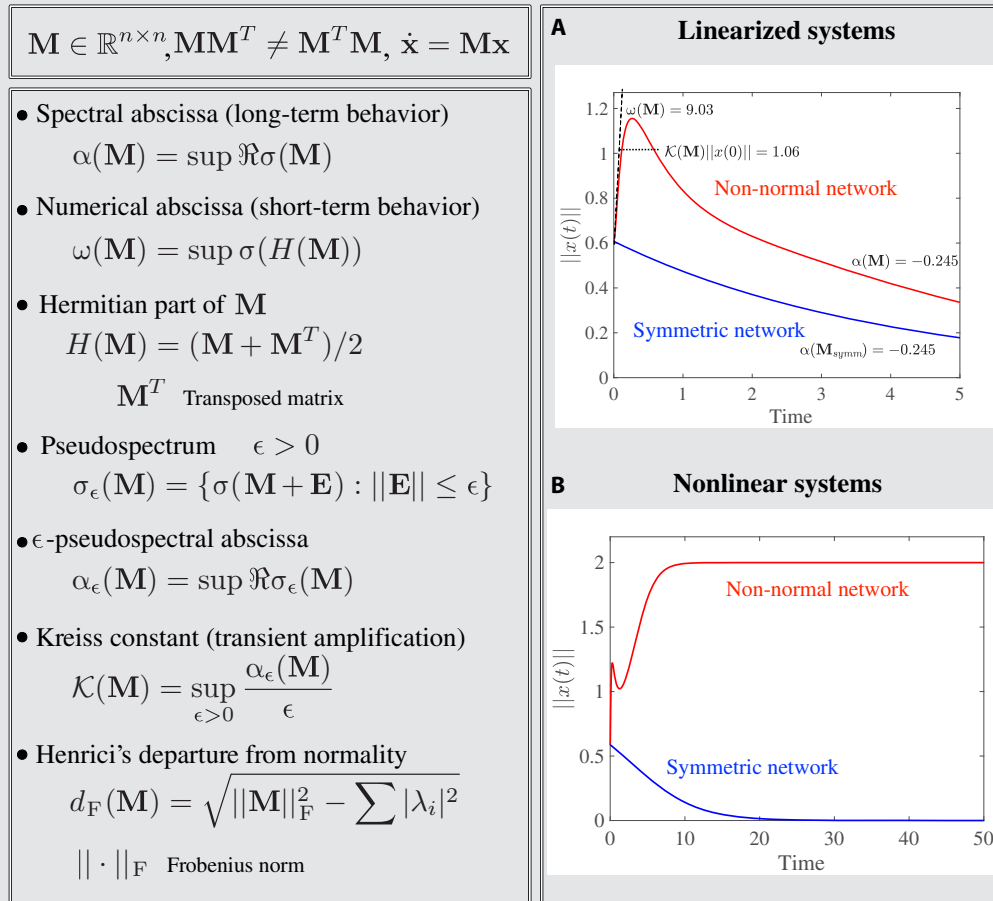 M ∈ ℝⁿˣⁿ, MMᵀ ≠ MᵀM, ẋ = Mx
• Spectral abscissa (long-term behavior)
α(M) = sup ℜσ(M)
• Numerical abscissa (short-term behavior)
ω(M) = sup σ(H(M))
• Hermitian part of M
H(M) = (M + Mᵀ)/2
Mᵀ Transposed matrix
• Pseudospectrum ϵ > 0
σ_ϵ(M) = {σ(M + E) : ||E|| ≤ ϵ}
• ϵ-pseudospectral abscissa
α_ϵ(M) = sup ℜσ_ϵ(M)
• Kreiss constant (transient amplification)
𝒦(M) = sup_{ϵ>0} α_ϵ(M)/ϵ
• Henrici's departure from normality
d_F(M) = √(||M||²_F − ∑ |λ_i|²)
|| · ||_F Frobenius norm
A Linearized systems
1.2
1
0.8
0.6
0.4
0.2
0
||x(t)||
ω(M) = 9.03
𝒦(M)||x(0)|| = 1.06
Non-normal network
α(M) = −0.245
Symmetric network
α(M_symm) = −0.245
0 1 2 3 4 5
Time
B Nonlinear systems
2
1.5
1
0.5
0
||x(t)||
Non-normal network
Symmetric network
0 10 20 30 40 50
Time